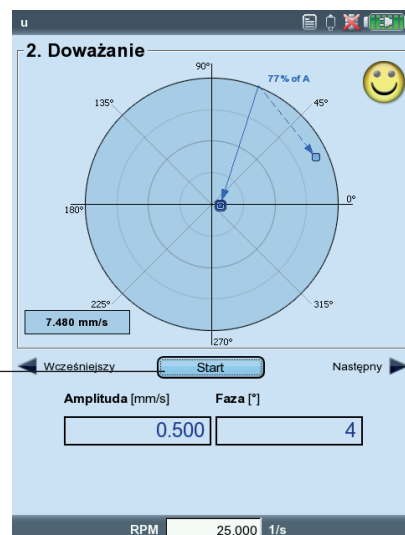 u
2. Doważanie
90°
77% of A
135°
45°
180°
0°
225°
315°
7.480 mm/s
270°
Wcześniejszy
Start
Następny
Amplituda [mm/s]
Faza [°]
0.500
4
RPM
25.000
1/s